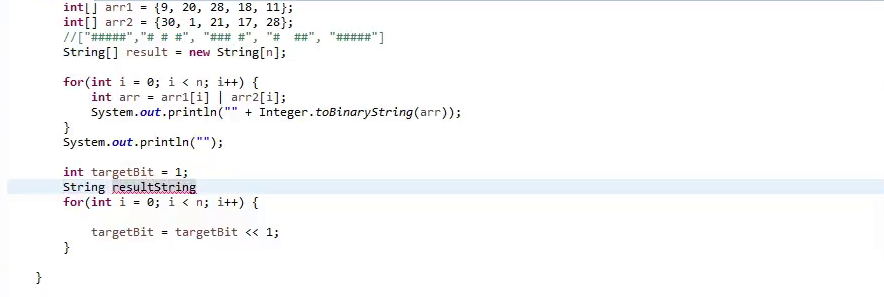 int[] arr1 = {9, 20, 28, 18, 11};
int[] arr2 = {30, 1, 21, 17, 28};
//["#####","# # #", "### #", "#  ##", "#####"]
String[] result = new String[n];
for(int i = 0; i < n; i++) {
int arr = arr1[i] | arr2[i];
System.out.println("" + Integer.toBinaryString(arr));
}
System.out.println("");
int targetBit = 1;
String resultString
for(int i = 0; i < n; i++) {
targetBit = targetBit << 1;
}
}